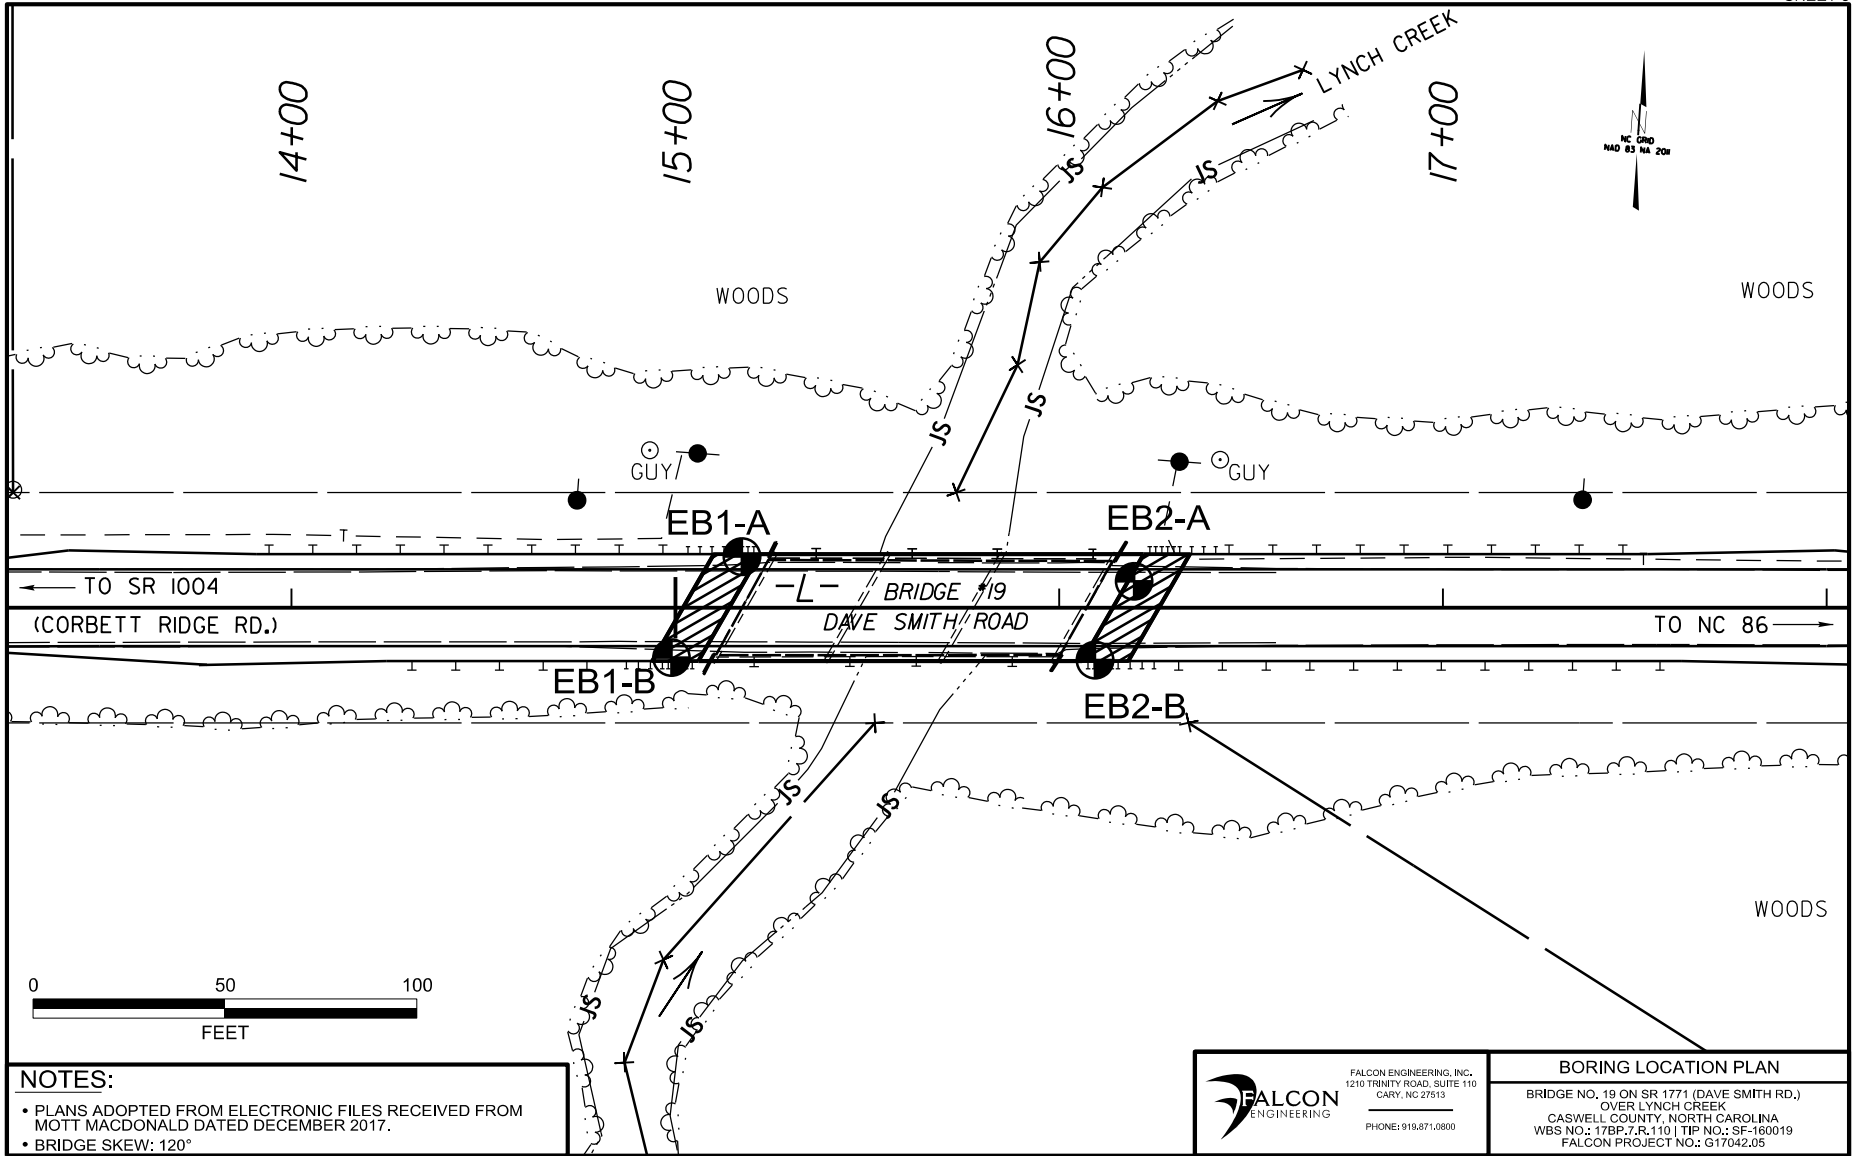 14+00
15+00
16+00
17+00
LYNCH CREEK
N
NC GRID
NAD 83 NA 2011
JS
JS
WOODS
WOODS
JS
JS
GUY
GUY
EB1-A
EB2-A
TO SR 1004
-L-
BRIDGE 19
(CORBETT RIDGE RD.)
DAVE SMITH ROAD
TO NC 86
EB1-B
EB2-B
JS
JS
WOODS
JS
JS
0 50 100
FEET
NOTES:
• PLANS ADOPTED FROM ELECTRONIC FILES RECEIVED FROM
MOTT MACDONALD DATED DECEMBER 2017.
• BRIDGE SKEW: 120°
FALCON
ENGINEERING
FALCON ENGINEERING, INC.
1210 TRINITY ROAD, SUITE 110
CARY, NC 27513
PHONE: 919.871.0800
BORING LOCATION PLAN
BRIDGE NO. 19 ON SR 1771 (DAVE SMITH RD.)
OVER LYNCH CREEK
CASWELL COUNTY, NORTH CAROLINA
WBS NO.: 17BP.7.R.110 | TIP NO.: SF-160019
FALCON PROJECT NO.: G17042.05